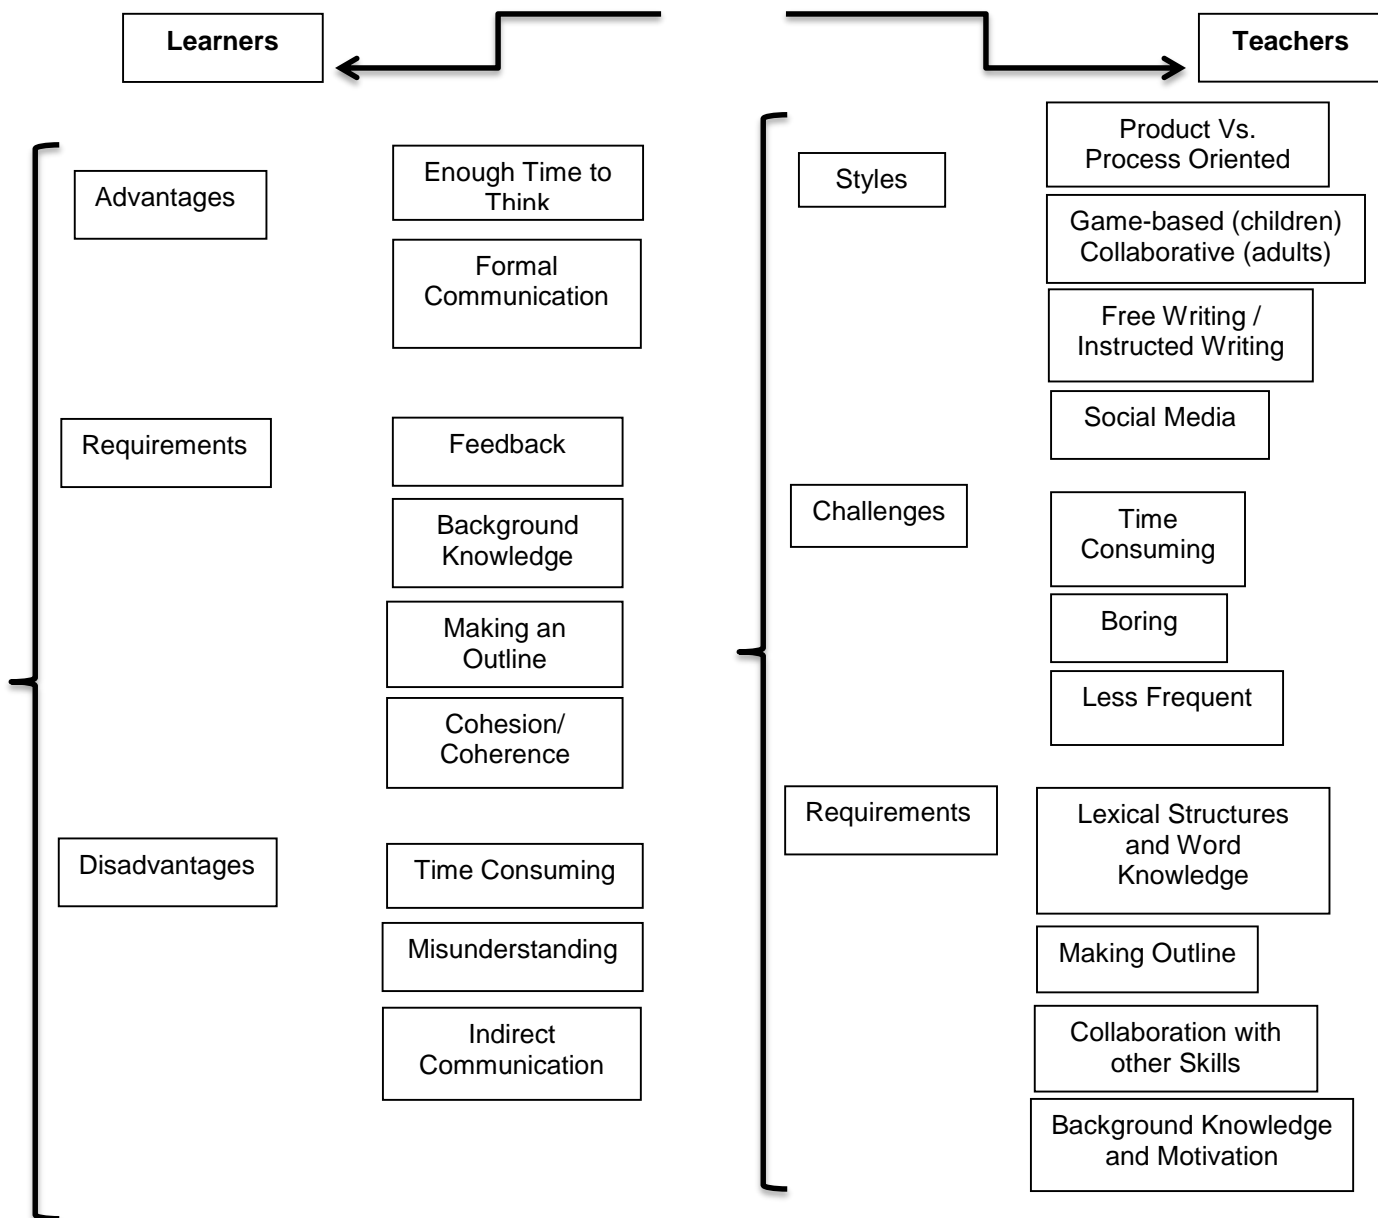 Learners
Advantages
Enough Time to
Think
Formal
Communication
Requirements
Feedback
Background
Knowledge
Making an
Outline
Cohesion/
Coherence
Disadvantages
Time Consuming
Misunderstanding
Indirect
Communication
Teachers
Styles
Product Vs.
Process Oriented
Game-based (children)
Collaborative (adults)
Free Writing /
Instructed Writing
Social Media
Challenges
Time
Consuming
Boring
Less Frequent
Requirements
Lexical Structures
and Word
Knowledge
Making Outline
Collaboration with
other Skills
Background Knowledge
and Motivation